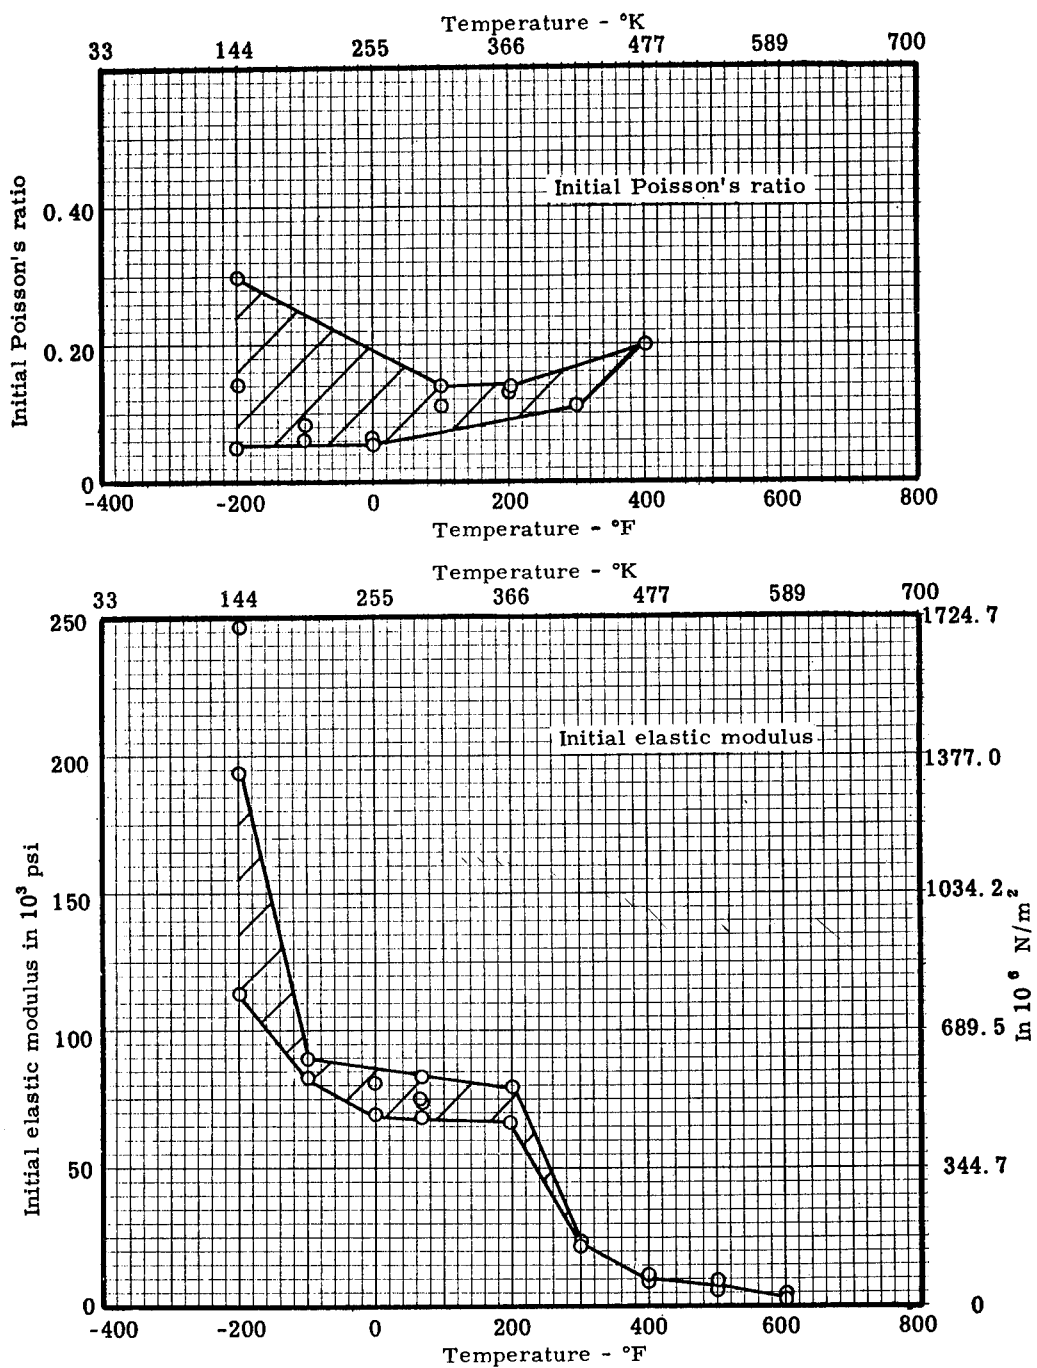 Temperature - °K
33 144 255 366 477 589 700
Initial Poisson's ratio
Initial Poisson's ratio
0.40
0.20
0
-400 -200 0 200 400 600 800
Temperature - °F
Temperature - °K
33 144 255 366 477 589 700
Initial elastic modulus in 10³ psi
250
200
150
100
50
0
Initial elastic modulus
1724.7
1377.0
1034.2
689.5
344.7
0
In 10⁶ N/m²
-400 -200 0 200 400 600 800
Temperature - °F